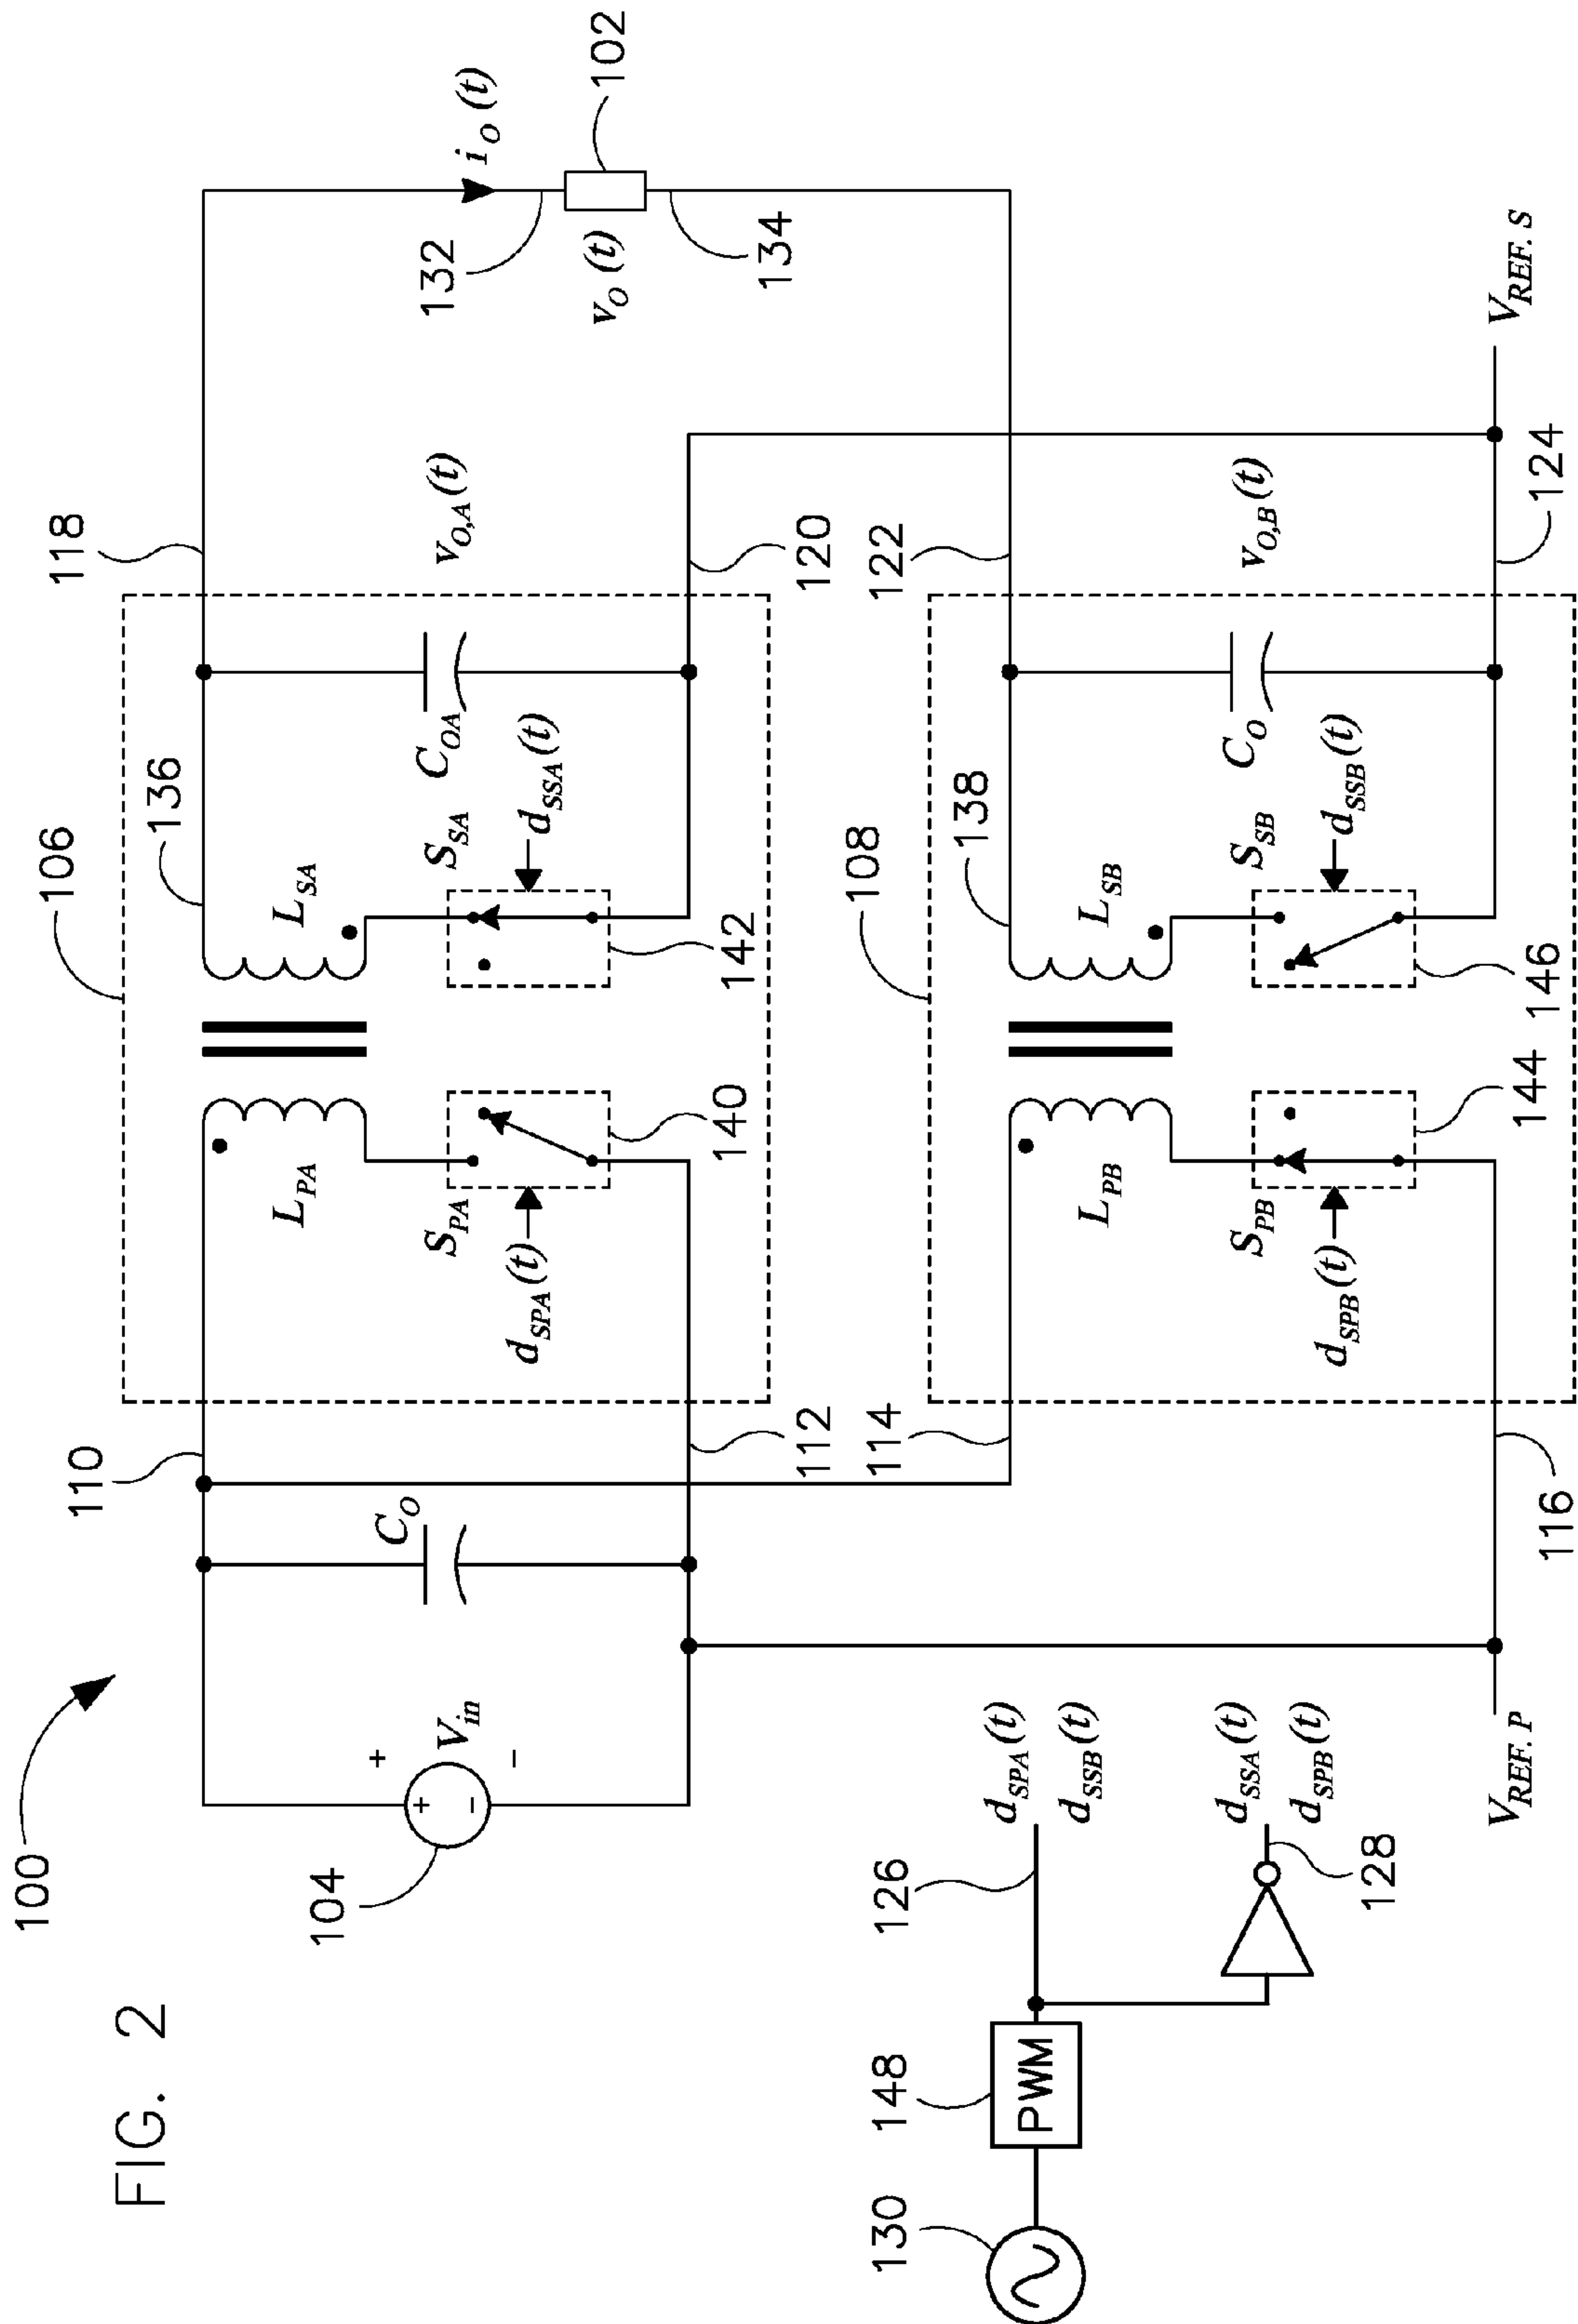 FIG. 2
100
106
118
110
136
132
i_O(t)
102
134
v_O(t)
104
V_in
+
−
+
−
C_O
L_PA
L_SA
S_PA
S_SA
d_SPA(t)
d_SSA(t)
140
142
C_OA
v_O,A(t)
112
120
114
108
122
138
L_PB
L_SB
S_PB
S_SB
d_SPB(t)
d_SSB(t)
144
146
C_O
v_O,B(t)
116
124
V_REF.P
V_REF.S
130
148
PWM
126
d_SPA(t)
d_SSB(t)
128
d_SSA(t)
d_SPB(t)